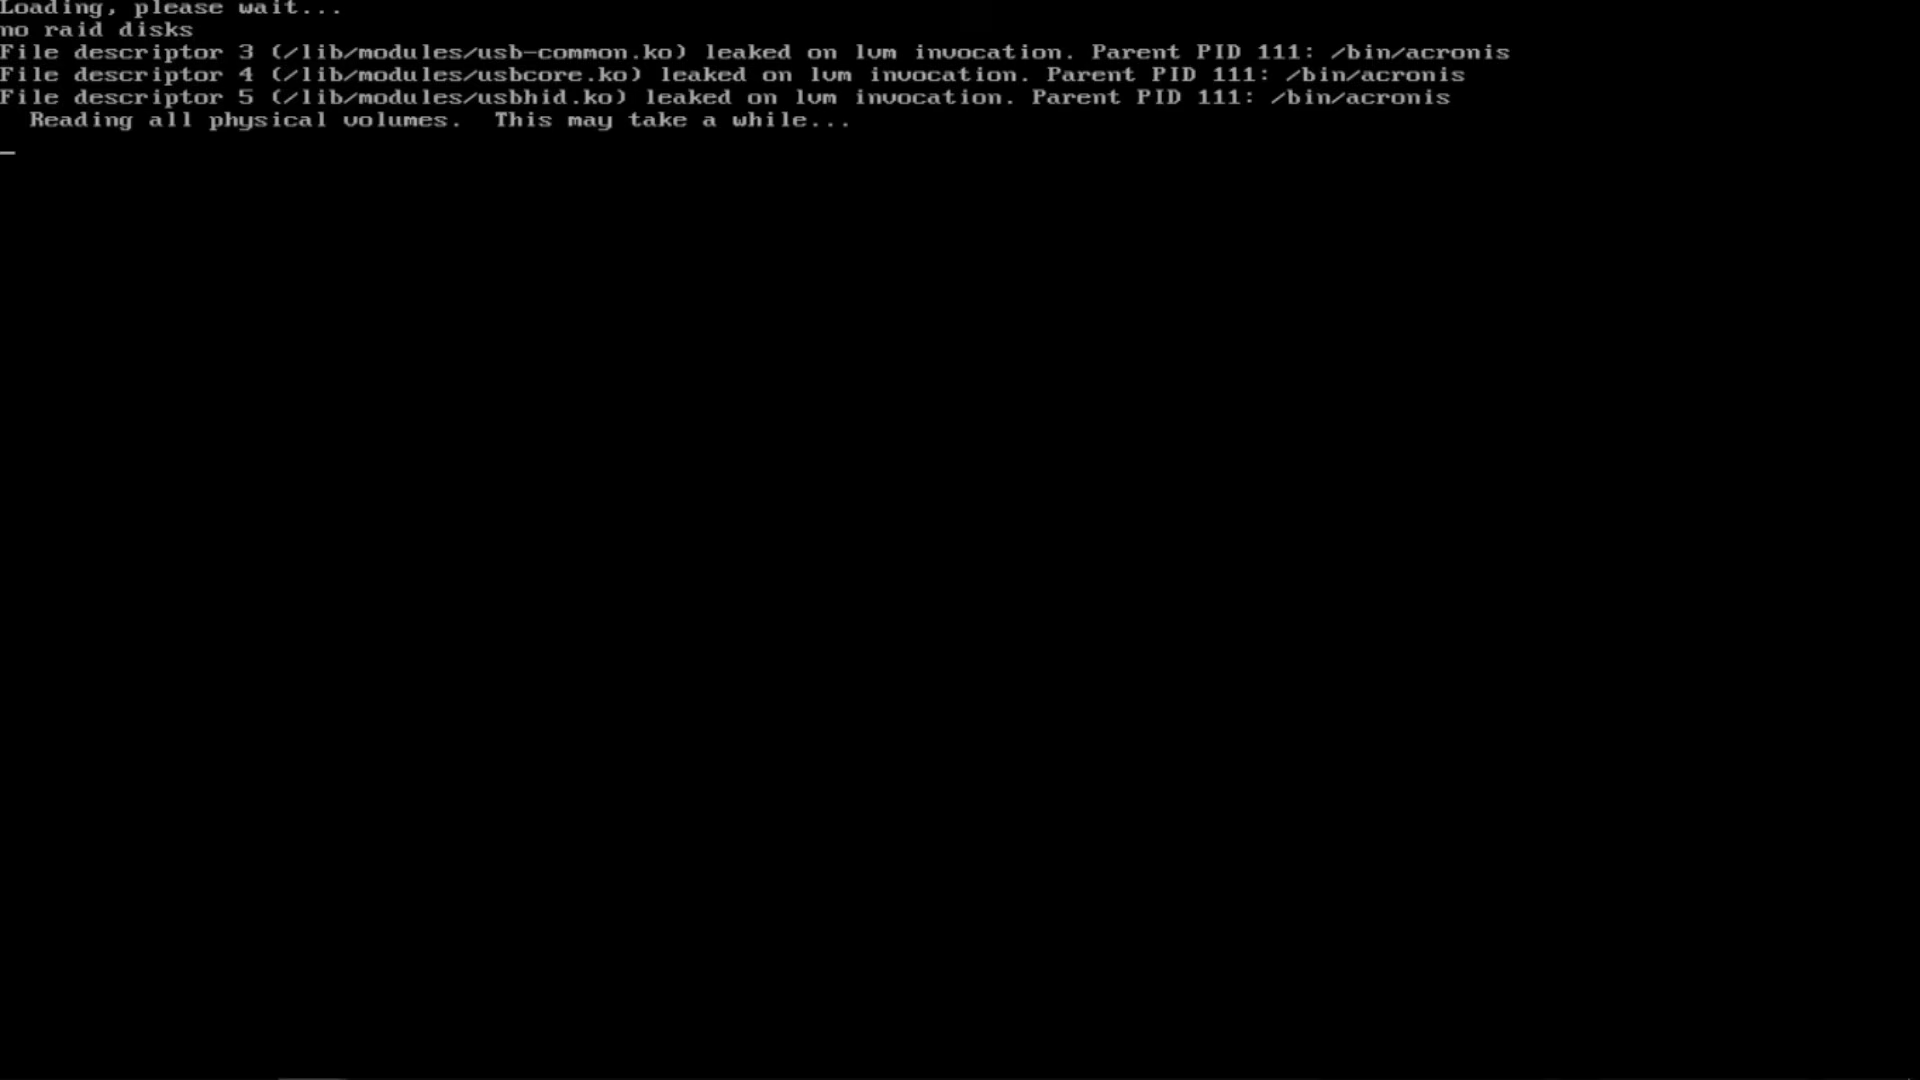 Loading, please wait...
no raid disks
File descriptor 3 (/lib/modules/usb-common.ko) leaked on lvm invocation. Parent PID 111: /bin/acronis
File descriptor 4 (/lib/modules/usbcore.ko) leaked on lvm invocation. Parent PID 111: /bin/acronis
File descriptor 5 (/lib/modules/usbhid.ko) leaked on lvm invocation. Parent PID 111: /bin/acronis
  Reading all physical volumes.  This may take a while...